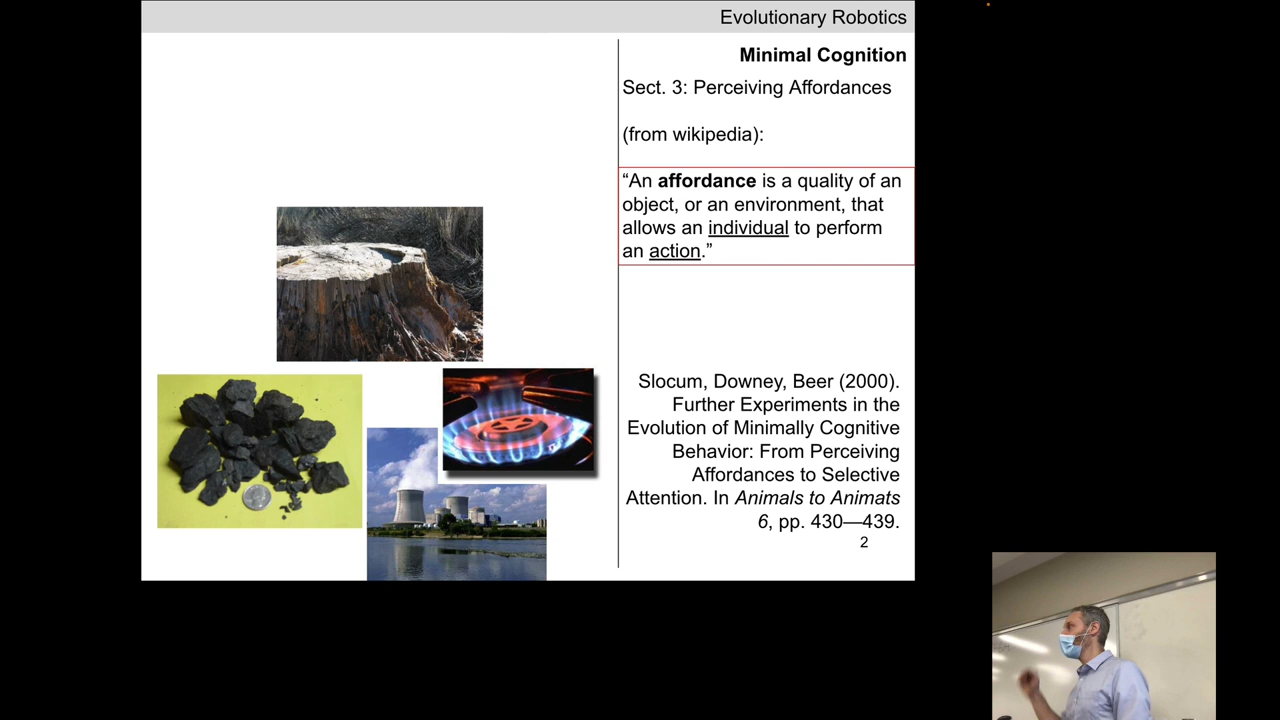 Evolutionary Robotics
Minimal Cognition
Sect. 3: Perceiving Affordances
(from wikipedia):
“An affordance is a quality of an
object, or an environment, that
allows an individual to perform
an action.”
Slocum, Downey, Beer (2000).
Further Experiments in the
Evolution of Minimally Cognitive
Behavior: From Perceiving
Affordances to Selective
Attention. In Animals to Animats
6, pp. 430—439.
2